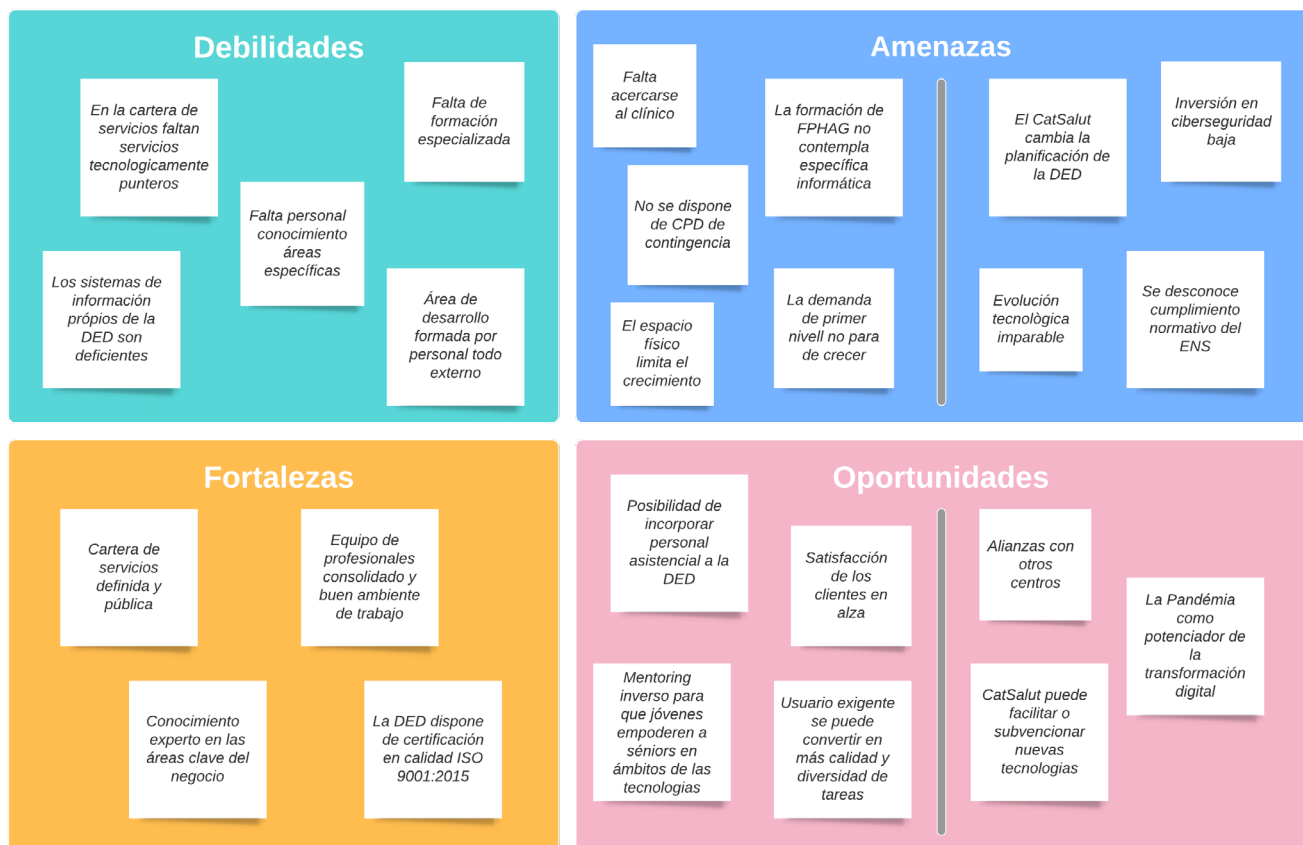 Debilidades
En la cartera de
servicios faltan
servicios
tecnologicamente
punteros
Falta de
formación
especializada
Falta personal
conocimiento
áreas
específicas
Los sistemas de
información
própios de la
DED son
deficientes
Área de
desarrollo
formada por
personal todo
externo
Amenazas
Falta
acercarse
al clínico
La formación de
FPHAG no
contempla
específica
informática
No se dispone
de CPD de
contingencia
El espacio
físico
limita el
crecimiento
La demanda
de primer
nivell no para
de crecer
El CatSalut
cambia la
planificación de
la DED
Inversión en
ciberseguridad
baja
Evolución
tecnològica
imparable
Se desconoce
cumplimiento
normativo del
ENS
Fortalezas
Cartera de
servicios
definida y
pública
Equipo de
profesionales
consolidado y
buen ambiente
de trabajo
Conocimiento
experto en las
áreas clave del
negocio
La DED dispone
de certificación
en calidad ISO
9001:2015
Oportunidades
Posibilidad de
incorporar
personal
asistencial a la
DED
Satisfacción
de los
clientes en
alza
Mentoring
inverso para
que jóvenes
empoderen a
séniors en
ámbitos de las
tecnologias
Usuario exigente
se puede
convertir en
más calidad y
diversidad de
tareas
Alianzas con
otros
centros
La Pandémia
como
potenciador de
la
transformación
digital
CatSalut puede
facilitar o
subvencionar
nuevas
tecnologias